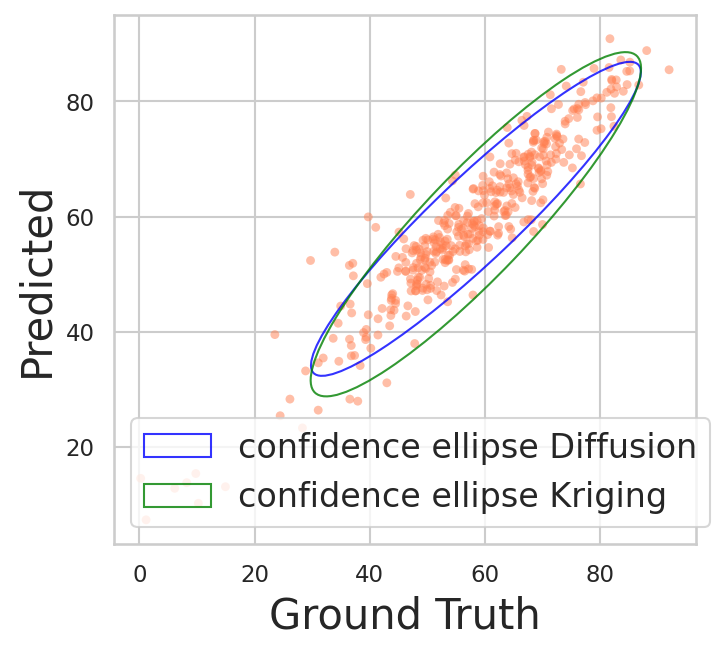 80
60
40
20
Predicted
confidence ellipse Diffusion
confidence ellipse Kriging
0 20 40 60 80
Ground Truth